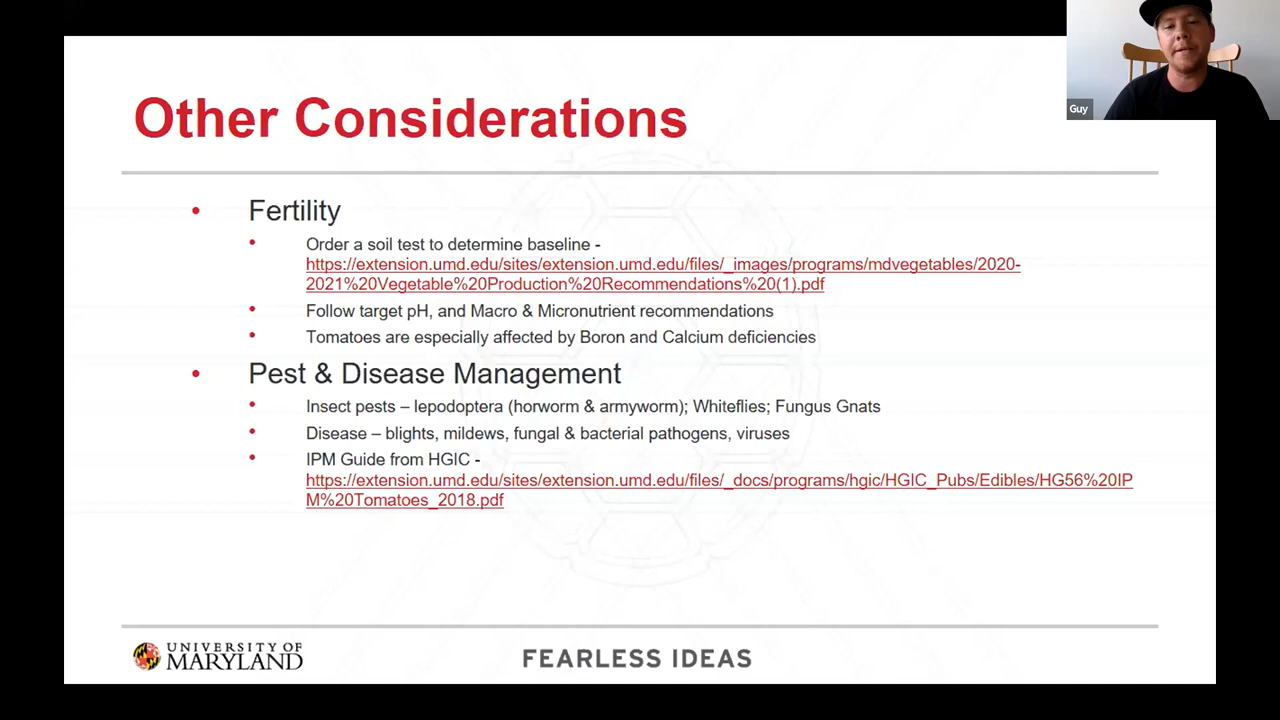 Guy
Other Considerations
• Fertility
• Order a soil test to determine baseline -
https://extension.umd.edu/sites/extension.umd.edu/files/_images/programs/mdvegetables/2020-
2021%20Vegetable%20Production%20Recommendations%20(1).pdf
• Follow target pH, and Macro & Micronutrient recommendations
• Tomatoes are especially affected by Boron and Calcium deficiencies
• Pest & Disease Management
• Insect pests – lepodoptera (horworm & armyworm); Whiteflies; Fungus Gnats
• Disease – blights, mildews, fungal & bacterial pathogens, viruses
• IPM Guide from HGIC -
https://extension.umd.edu/sites/extension.umd.edu/files/_docs/programs/hgic/HGIC_Pubs/Edibles/HG56%20IP
M%20Tomatoes_2018.pdf
UNIVERSITY OF
MARYLAND
FEARLESS IDEAS